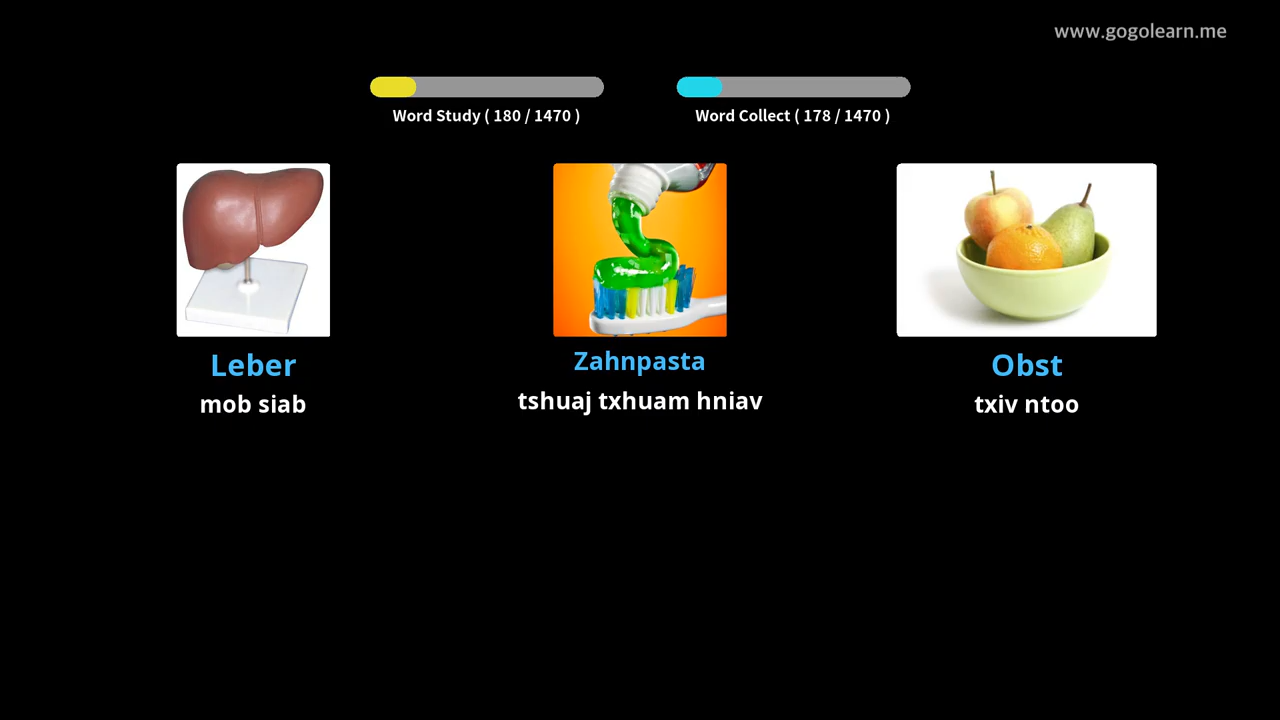 www.gogolearn.me
Word Study ( 180 / 1470 )
Word Collect ( 178 / 1470 )
Leber
mob siab
Zahnpasta
tshuaj txhuam hniav
Obst
txiv ntoo